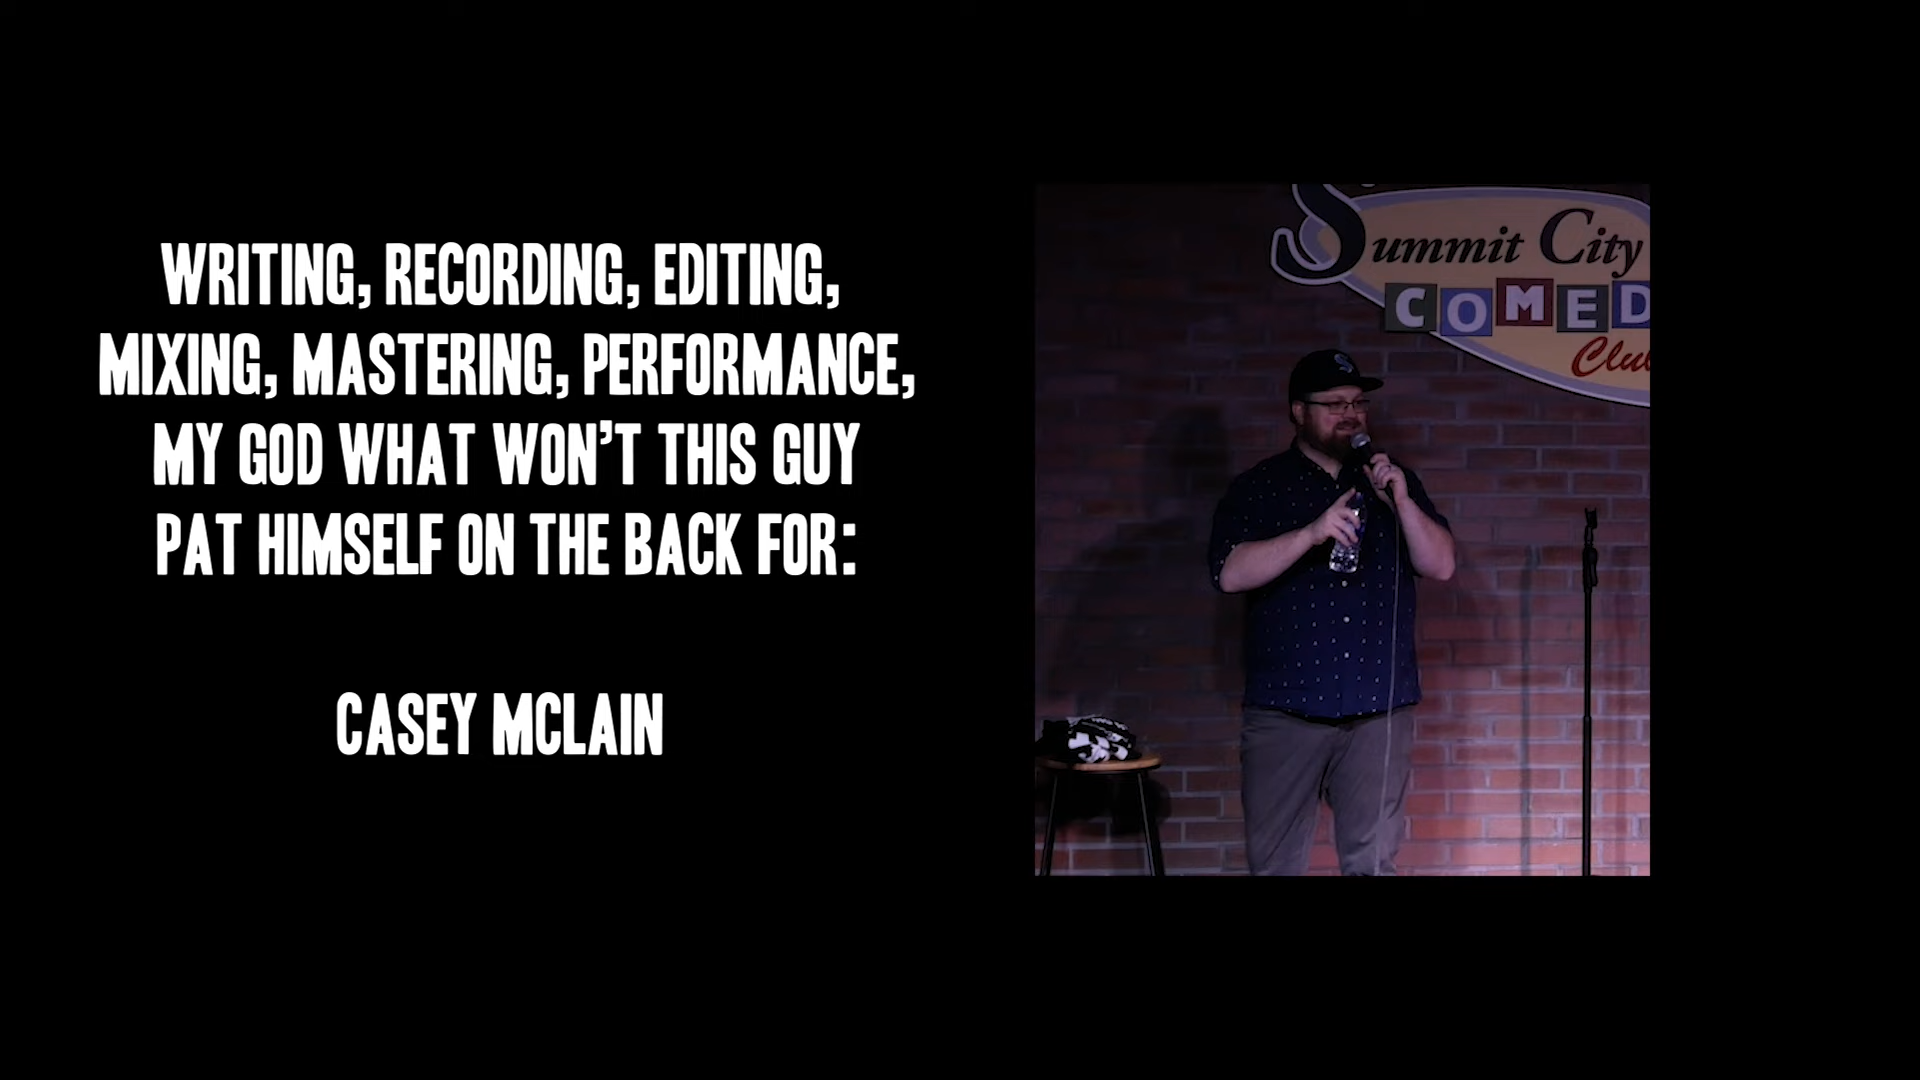 WRITING, RECORDING, EDITING,
MIXING, MASTERING, PERFORMANCE,
MY GOD WHAT WON'T THIS GUY
PAT HIMSELF ON THE BACK FOR:
CASEY MCLAIN
Summit City
COMED
Clu